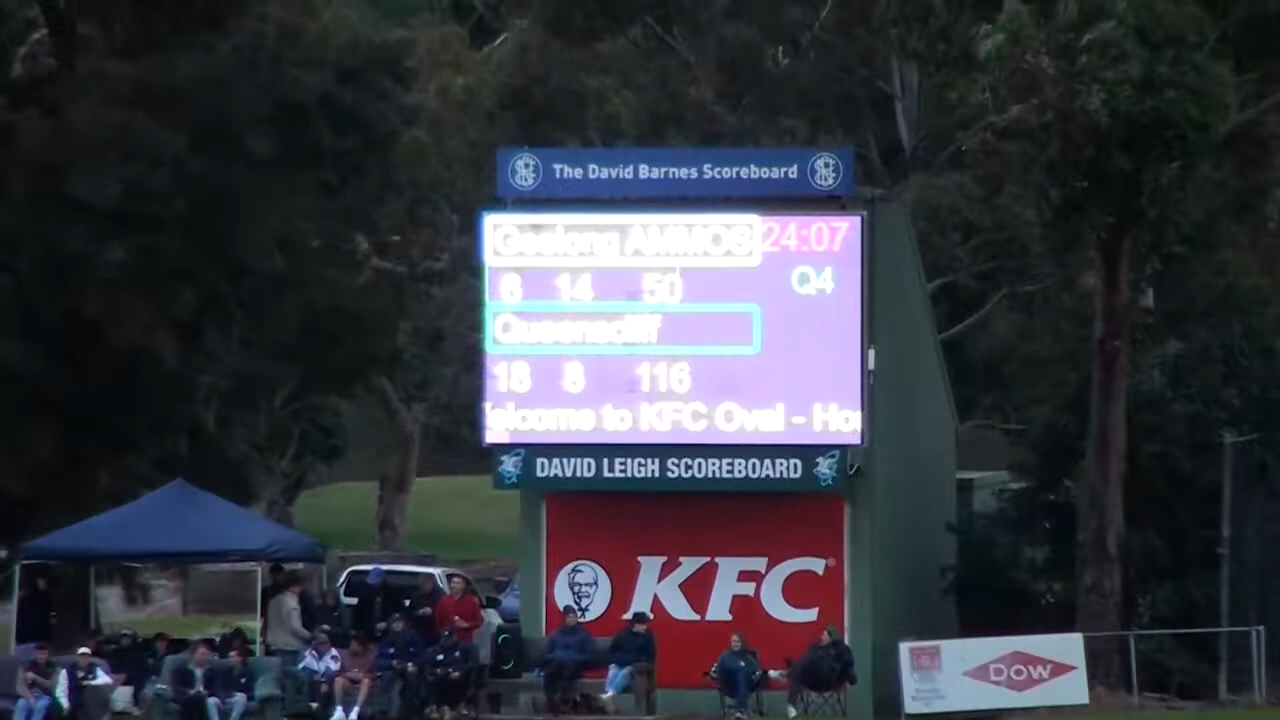 The David Barnes Scoreboard
Geelong AMMOS 24:07
6 14 50 Q4
Queenscliff
18 8 116
elcome to KFC Oval - Ho
DAVID LEIGH SCOREBOARD
KFC
DOW